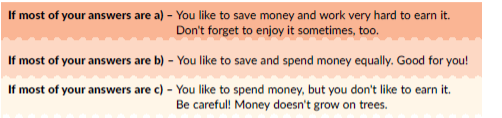 If most of your answers are a) – You like to save money and work very hard to earn it.
Don't forget to enjoy it sometimes, too.
If most of your answers are b) – You like to save and spend money equally. Good for you!
If most of your answers are c) – You like to spend money, but you don't like to earn it.
Be careful! Money doesn't grow on trees.